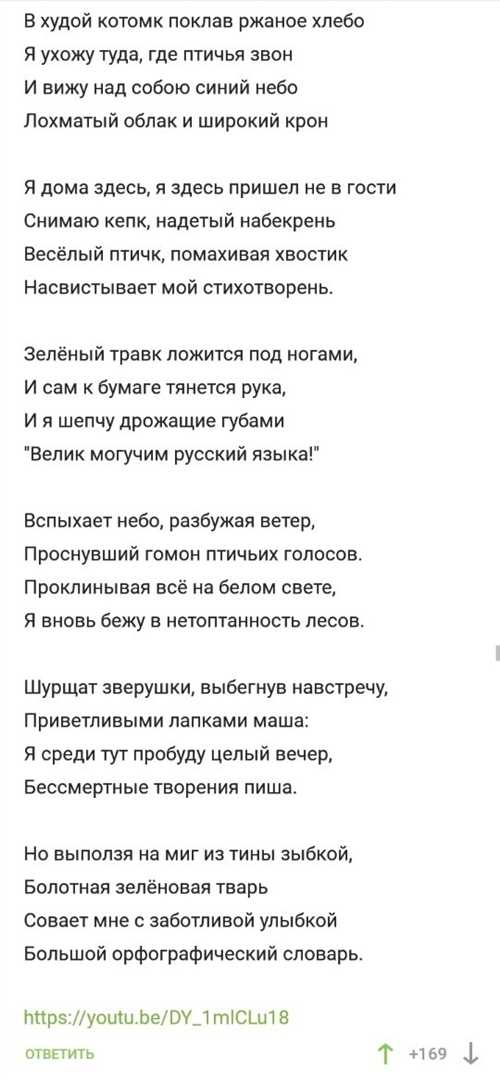 В худой котомк поклав ржаное хлебо
Я ухожу туда, где птичья звон
И вижу над собою синий небо
Лохматый облак и широкий крон
Я дома здесь, я здесь пришел не в гости
Снимаю кепк, надетый набекрень
Весёлый птичк, помахивая хвостик
Насвистывает мой стихотворень.
Зелёный травк ложится под ногами,
И сам к бумаге тянется рука,
И я шепчу дрожащие губами
"Велик могучим русский языка!"
Вспыхает небо, разбужая ветер,
Проснувший гомон птичьих голосов.
Проклинывая всё на белом свете,
Я вновь бежу в нетоптанность лесов.
Шурщат зверушки, выбегнув навстречу,
Приветливыми лапками маша:
Я среди тут пробуду целый вечер,
Бессмертные творения пиша.
Но выползя на миг из тины зыбкой,
Болотная зелёновая тварь
Совает мне с заботливой улыбкой
Большой орфографический словарь.
https://youtu.be/DY_1mlCLu18
ОТВЕТИТЬ +169